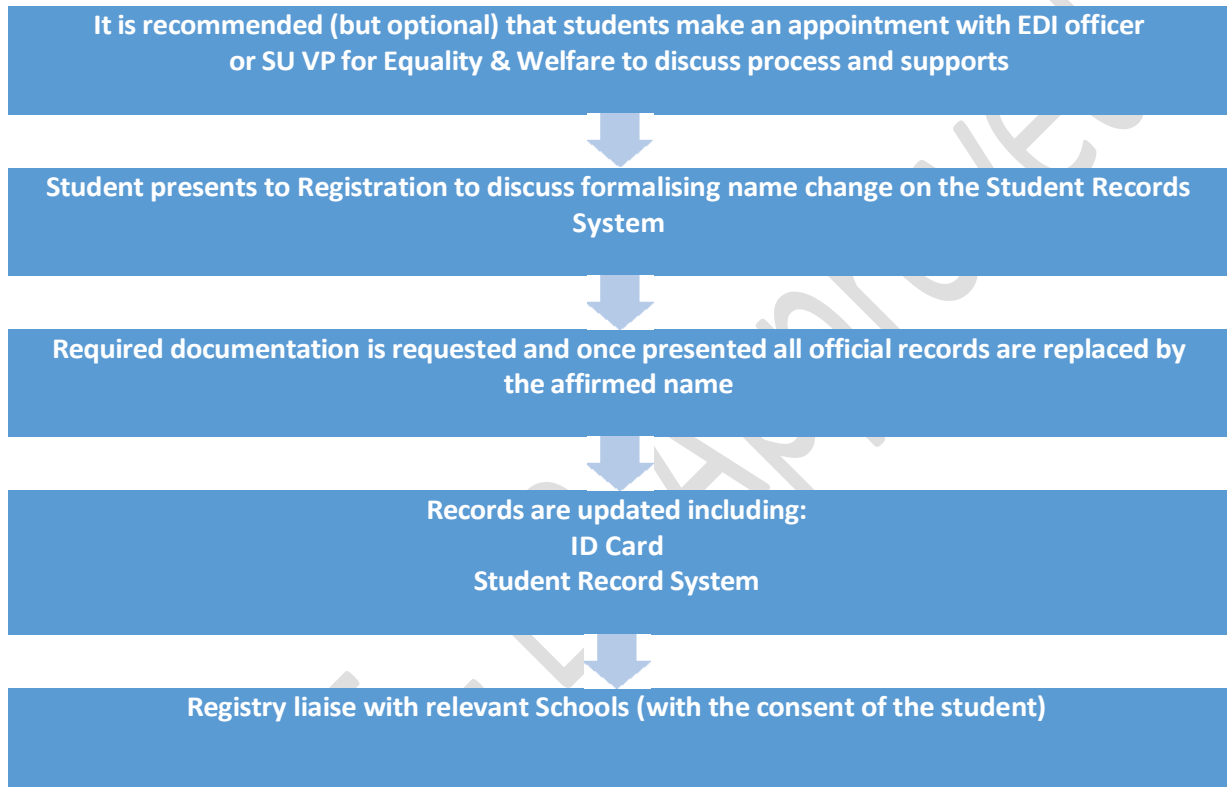 It is recommended (but optional) that students make an appointment with EDI officer
or SU VP for Equality & Welfare to discuss process and supports
Student presents to Registration to discuss formalising name change on the Student Records
System
Required documentation is requested and once presented all official records are replaced by
the affirmed name
Records are updated including:
ID Card
Student Record System
Registry liaise with relevant Schools (with the consent of the student)